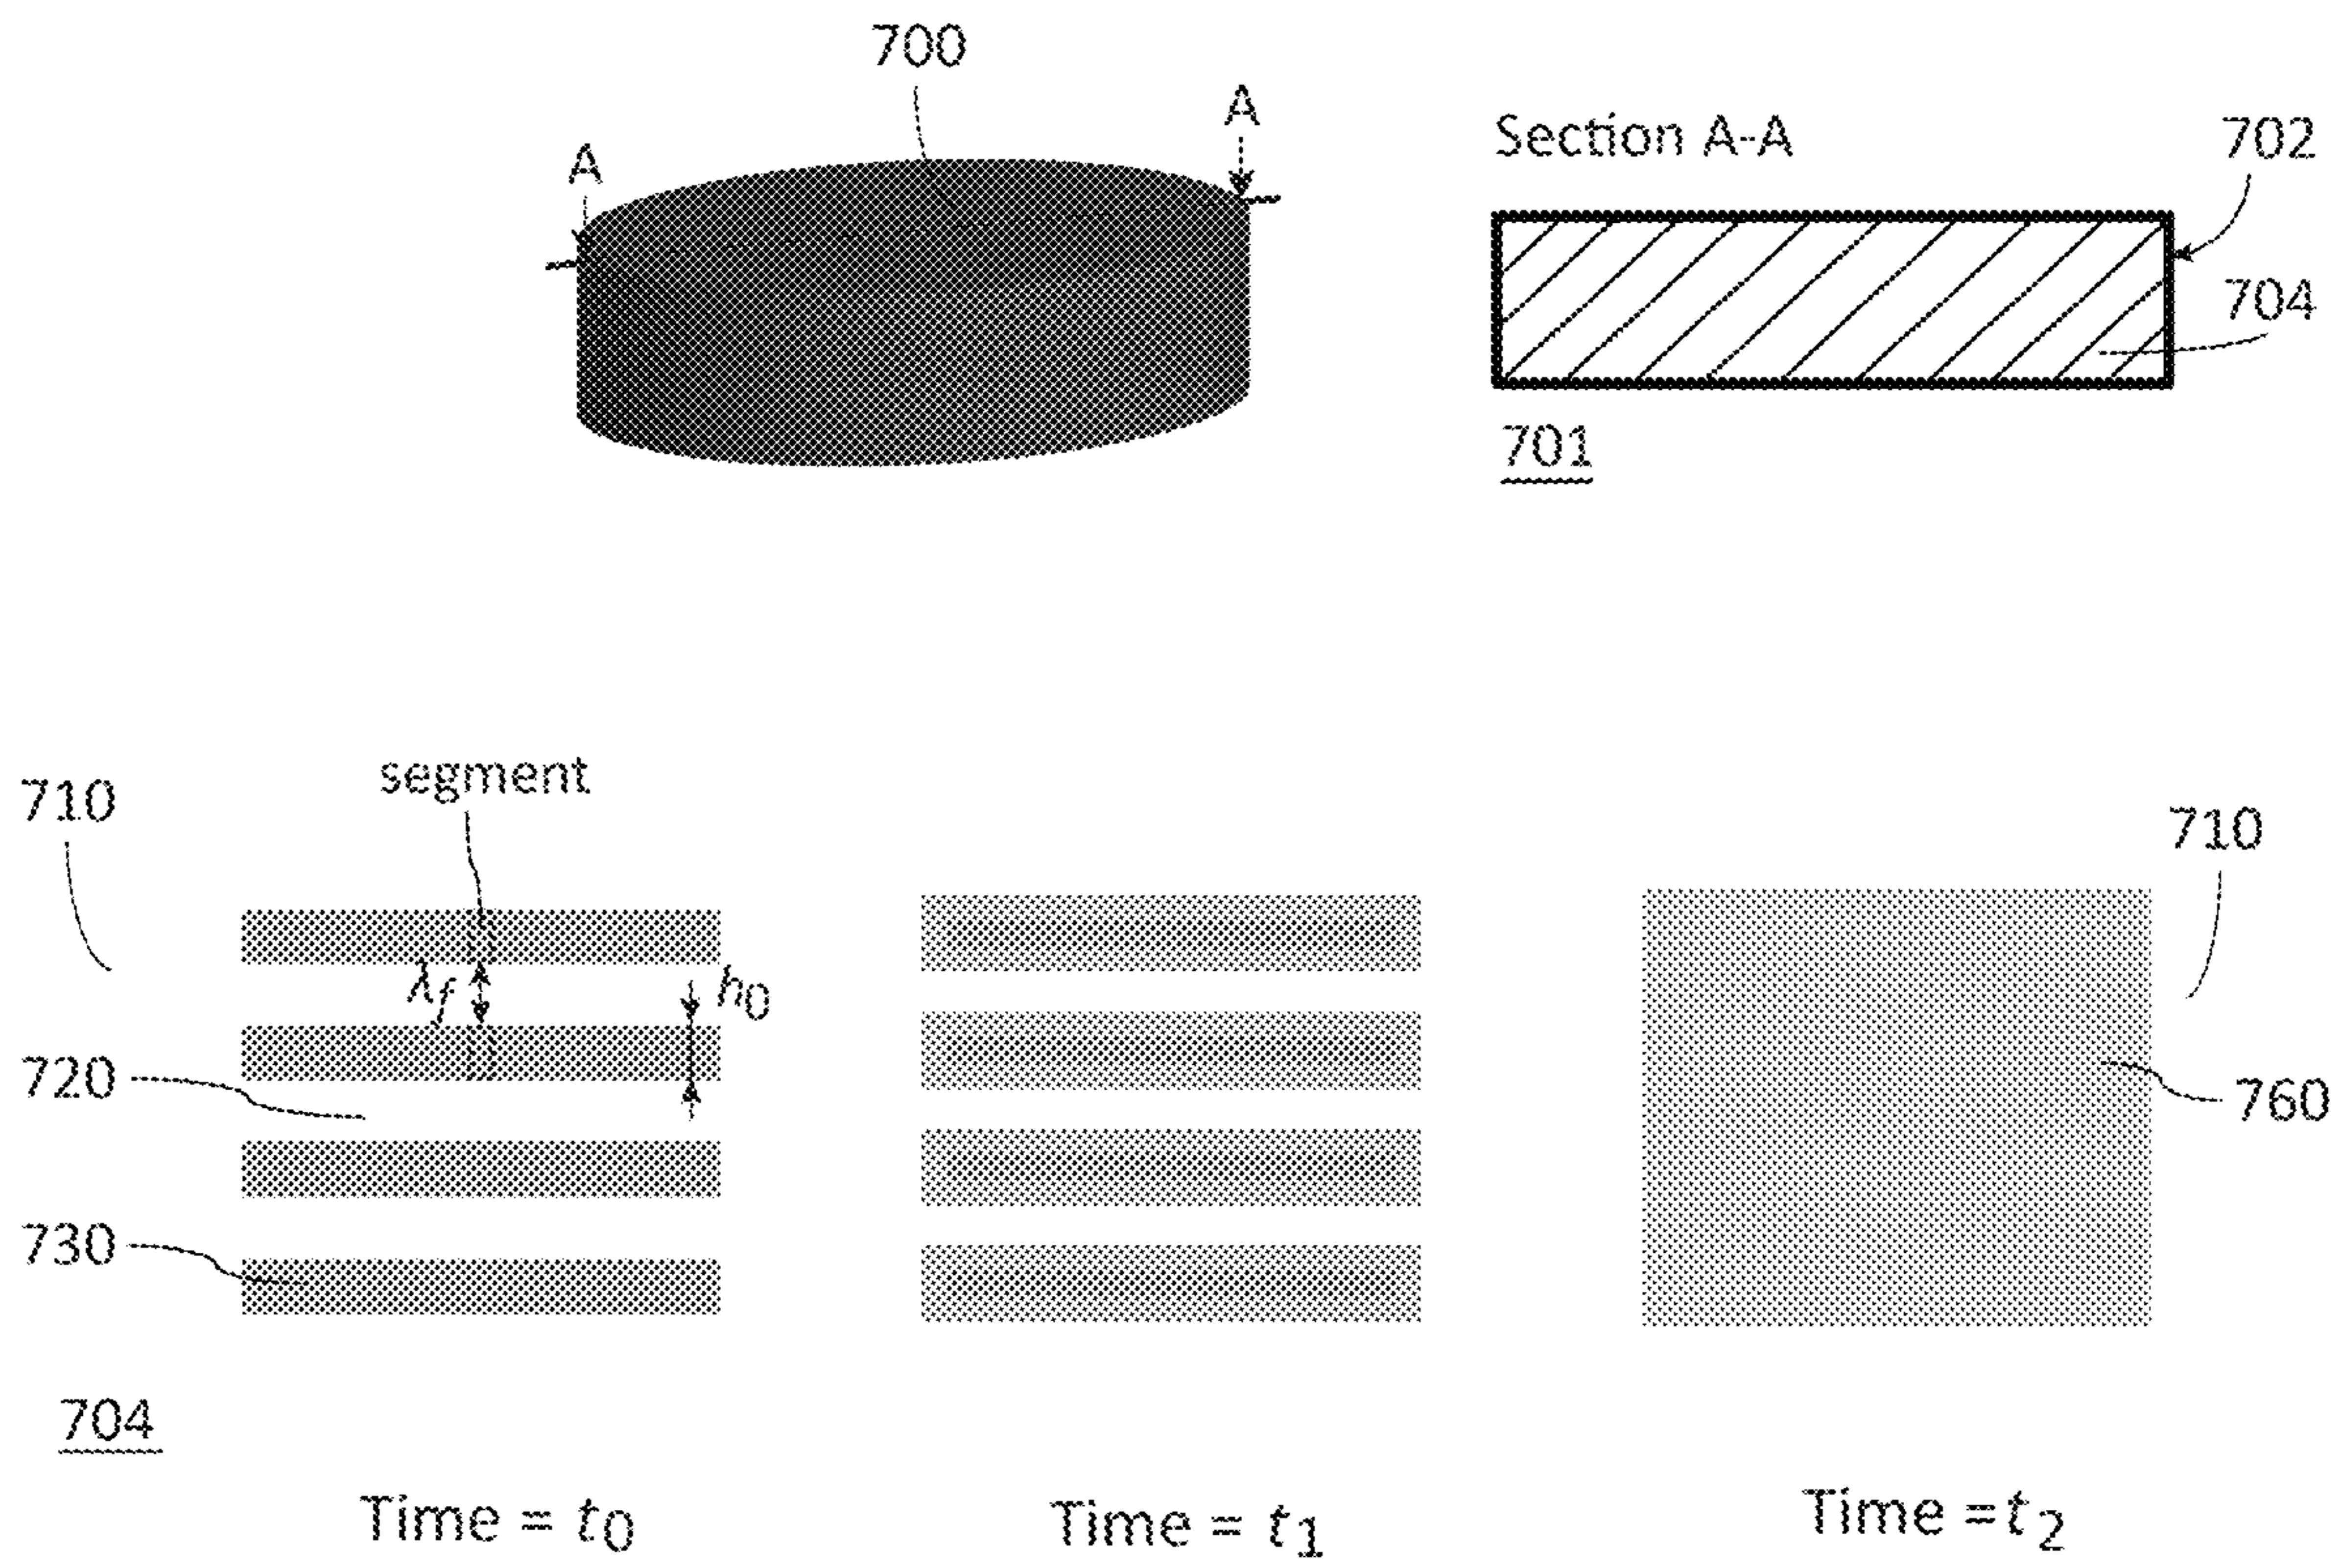 700
A
A
Section A-A
702
704
701
segment
710
710
λf
h0
720
760
730
704
Time = t0
Time = t1
Time =t2